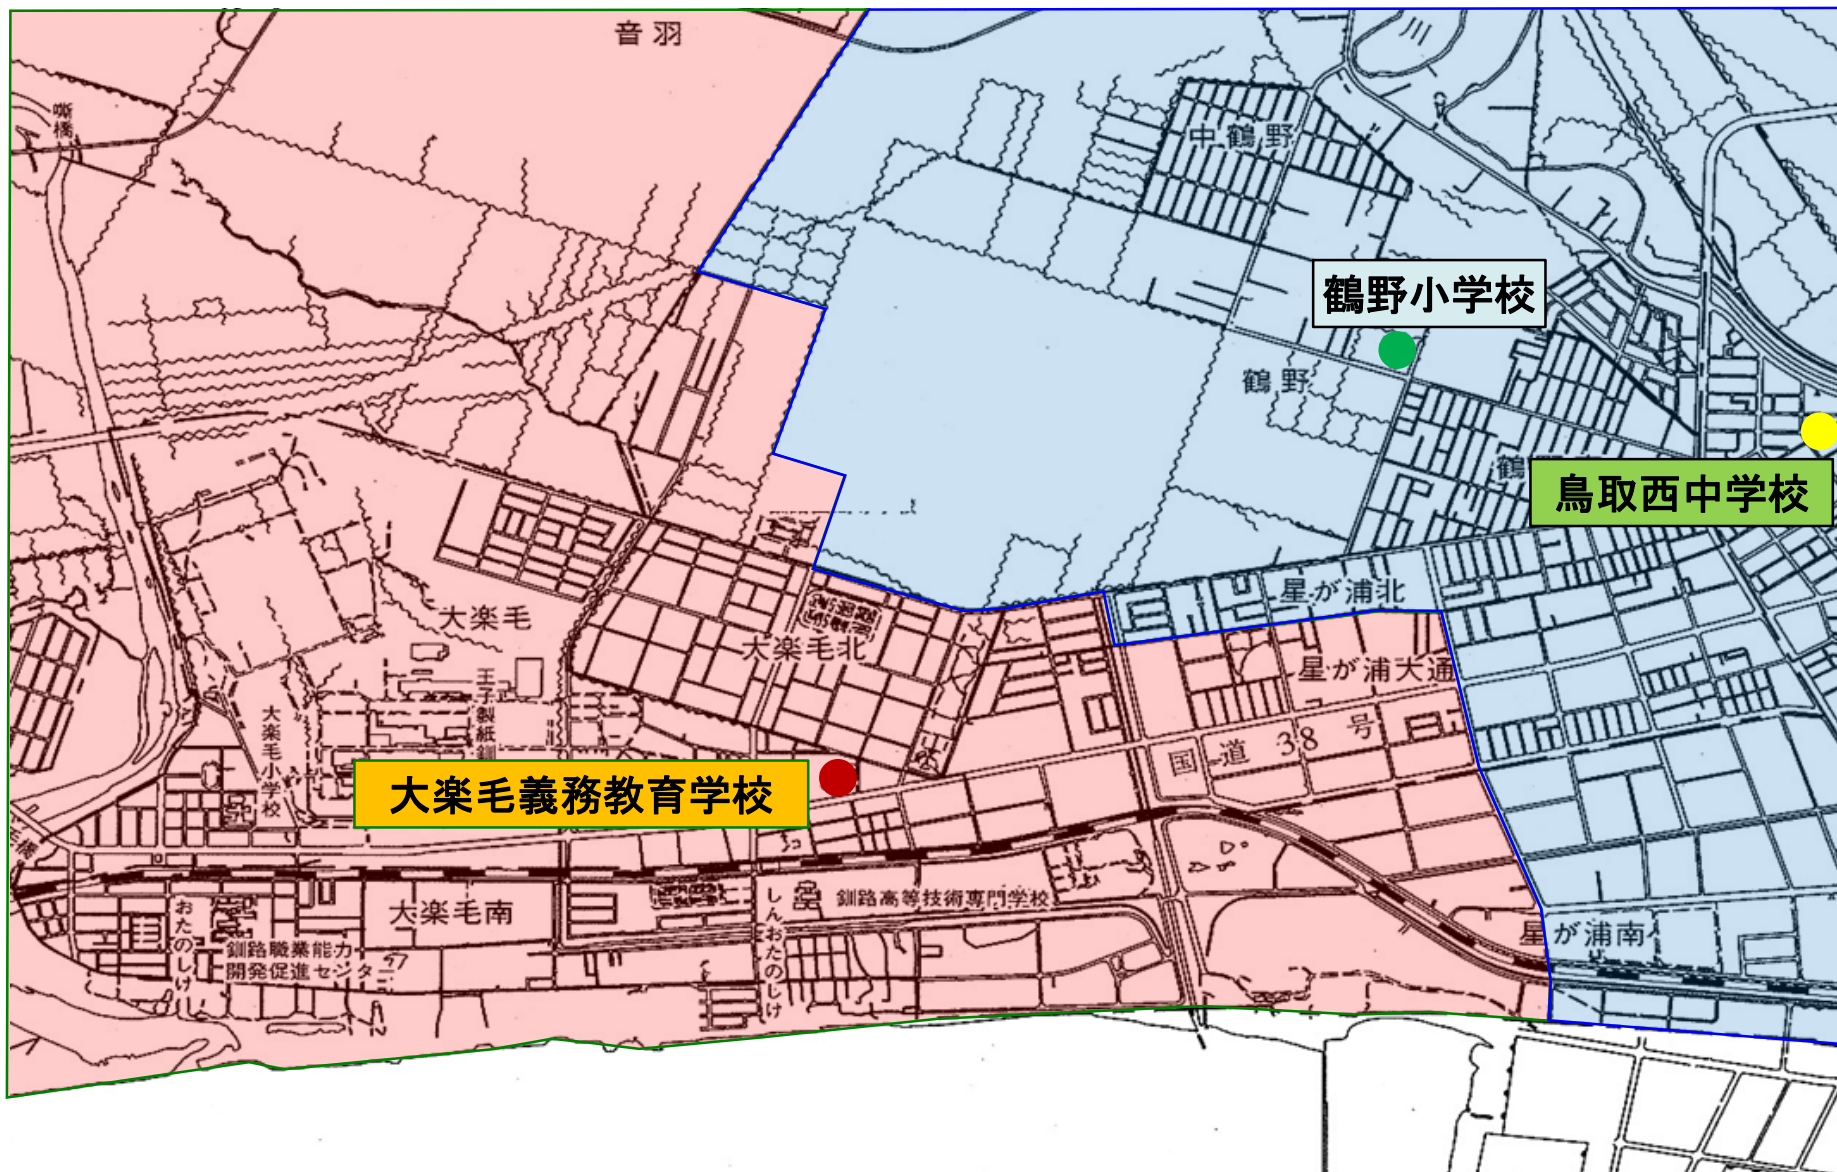 音羽
嘶橋
中鶴野
鶴野小学校
鶴野
鶴
鳥取西中学校
星が浦北
大楽毛
大楽毛北
星が浦大通
王子製紙釧
大楽毛小学校
国道38号
大楽毛義務教育学校
大楽毛南
おたのしけ
釧路職業能力
開発促進センター
しんおたのしけ
釧路高等技術専門学校
星が浦南